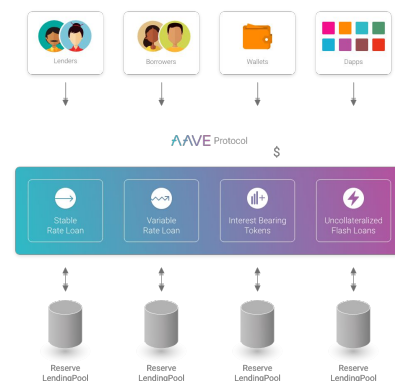 Lenders
Borrowers
Wallets
Dapps
AAVE Protocol
$
Stable
Rate Loan
Variable
Rate Loan
Interest Bearing
Tokens
Uncollateralized
Flash Loans
Reserve
LendingPool
Reserve
LendingPool
Reserve
LendingPool
Reserve
LendingPool